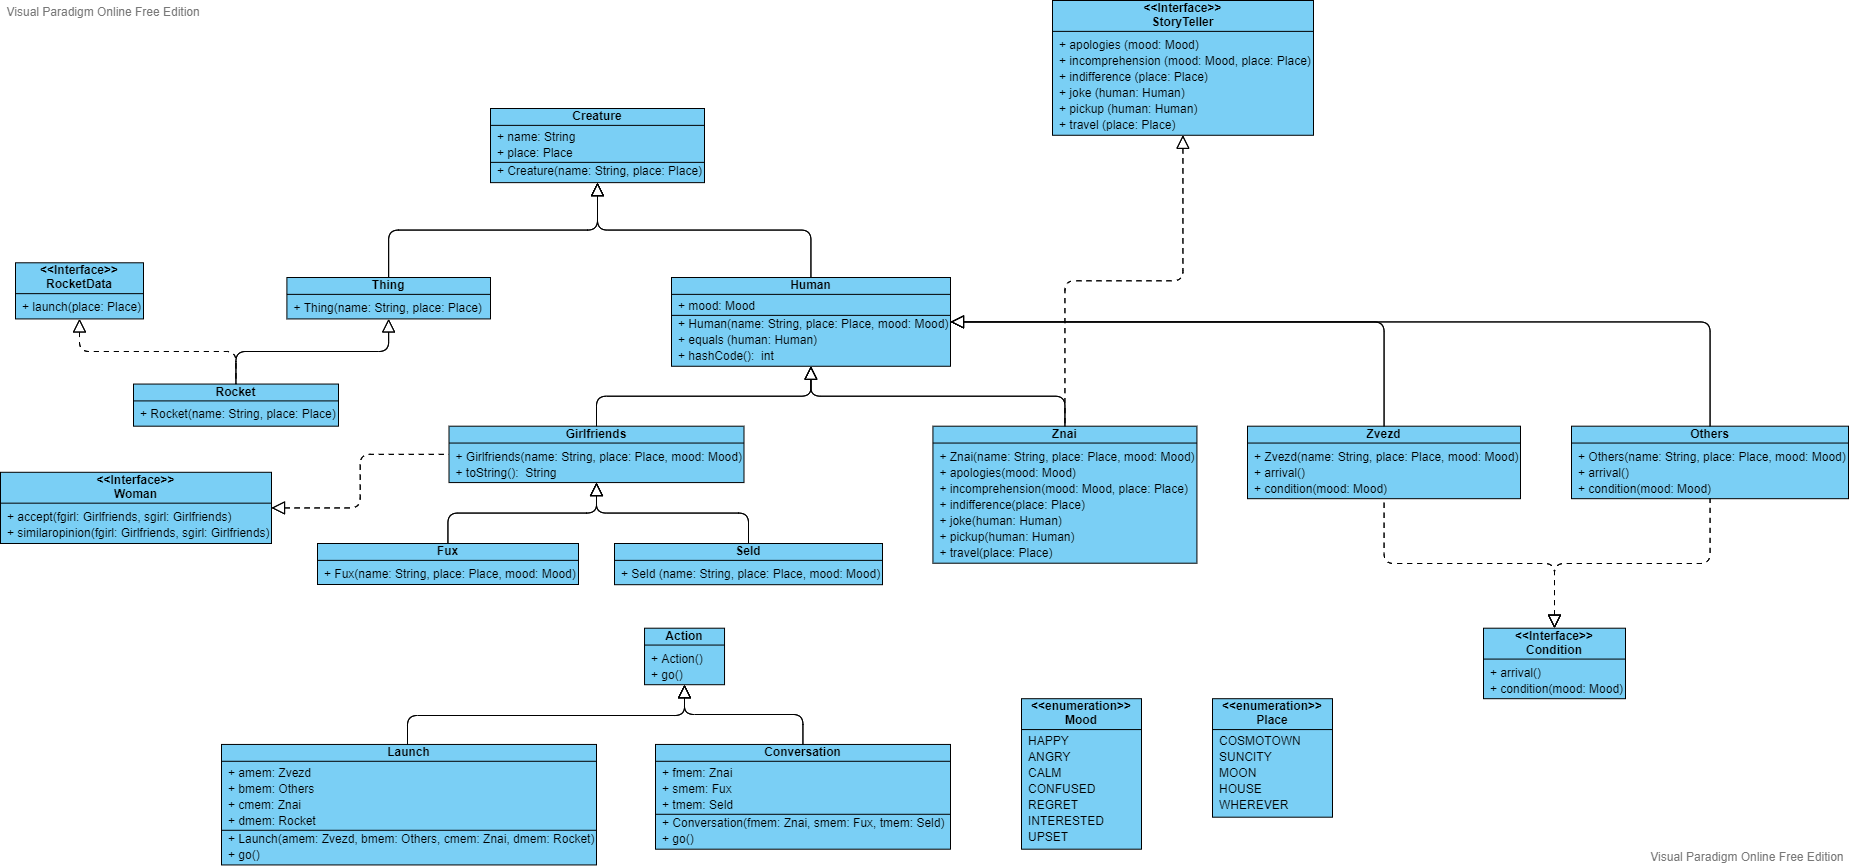 Visual Paradigm Online Free Edition
<<Interface>>
StoryTeller
+ apologies (mood: Mood)
+ incomprehension (mood: Mood, place: Place)
+ indifference (place: Place)
+ joke (human: Human)
+ pickup (human: Human)
+ travel (place: Place)
Creature
+ name: String
+ place: Place
+ Creature(name: String, place: Place)
<<Interface>>
RocketData
+ launch(place: Place)
Thing
+ Thing(name: String, place: Place)
Human
+ mood: Mood
+ Human(name: String, place: Place, mood: Mood)
+ equals (human: Human)
+ hashCode(): int
Rocket
+ Rocket(name: String, place: Place)
Girlfriends
+ Girlfriends(name: String, place: Place, mood: Mood)
+ toString(): String
Znai
+ Znai(name: String, place: Place, mood: Mood)
+ apologies(mood: Mood)
+ incomprehension(mood: Mood, place: Place)
+ indifference(place: Place)
+ joke(human: Human)
+ pickup(human: Human)
+ travel(place: Place)
Zvezd
+ Zvezd(name: String, place: Place, mood: Mood)
+ arrival()
+ condition(mood: Mood)
Others
+ Others(name: String, place: Place, mood: Mood)
+ arrival()
+ condition(mood: Mood)
<<Interface>>
Woman
+ accept(fgirl: Girlfriends, sgirl: Girlfriends)
+ similaropinion(fgirl: Girlfriends, sgirl: Girlfriends)
Fux
+ Fux(name: String, place: Place, mood: Mood)
Seld
+ Seld (name: String, place: Place, mood: Mood)
Action
+ Action()
+ go()
<<Interface>>
Condition
+ arrival()
+ condition(mood: Mood)
Launch
+ amem: Zvezd
+ bmem: Others
+ cmem: Znai
+ dmem: Rocket
+ Launch(amem: Zvezd, bmem: Others, cmem: Znai, dmem: Rocket)
+ go()
Conversation
+ fmem: Znai
+ smem: Fux
+ tmem: Seld
+ Conversation(fmem: Znai, smem: Fux, tmem: Seld)
+ go()
<<enumeration>>
Mood
HAPPY
ANGRY
CALM
CONFUSED
REGRET
INTERESTED
UPSET
<<enumeration>>
Place
COSMOTOWN
SUNCITY
MOON
HOUSE
WHEREVER
Visual Paradigm Online Free Edition